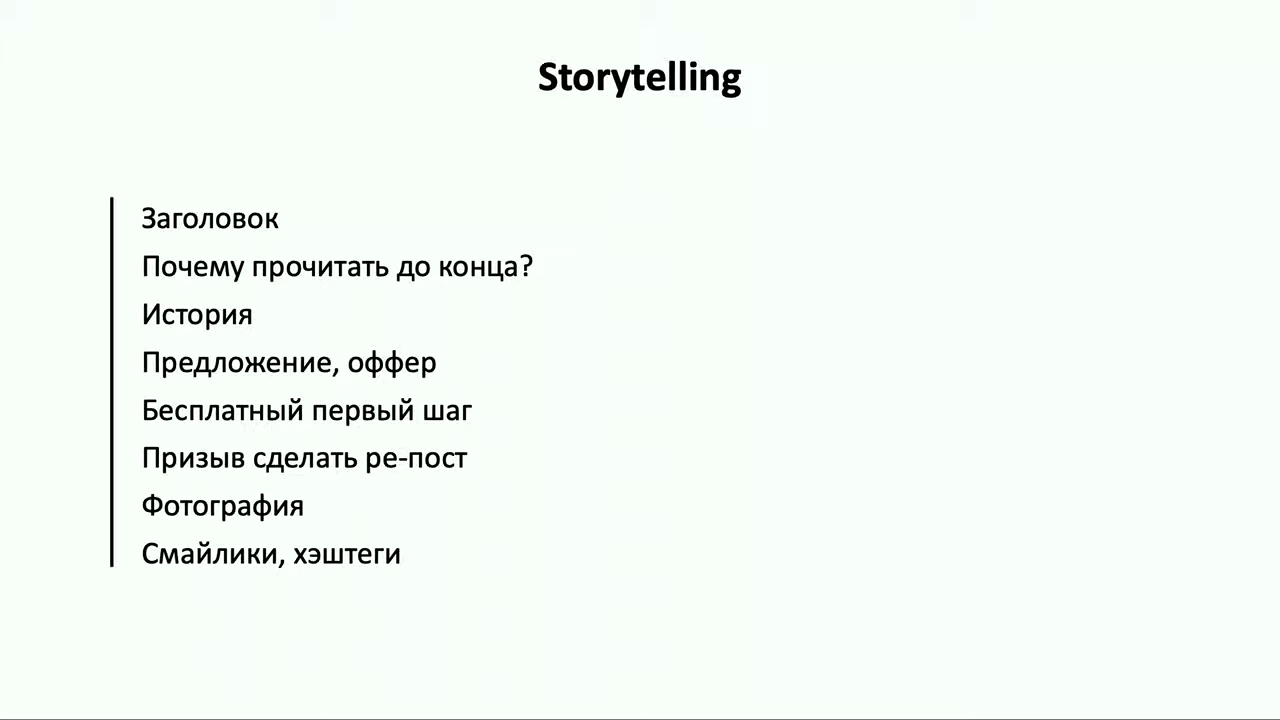 Storytelling
Заголовок
Почему прочитать до конца?
История
Предложение, оффер
Бесплатный первый шаг
Призыв сделать ре-пост
Фотография
Смайлики, хэштеги